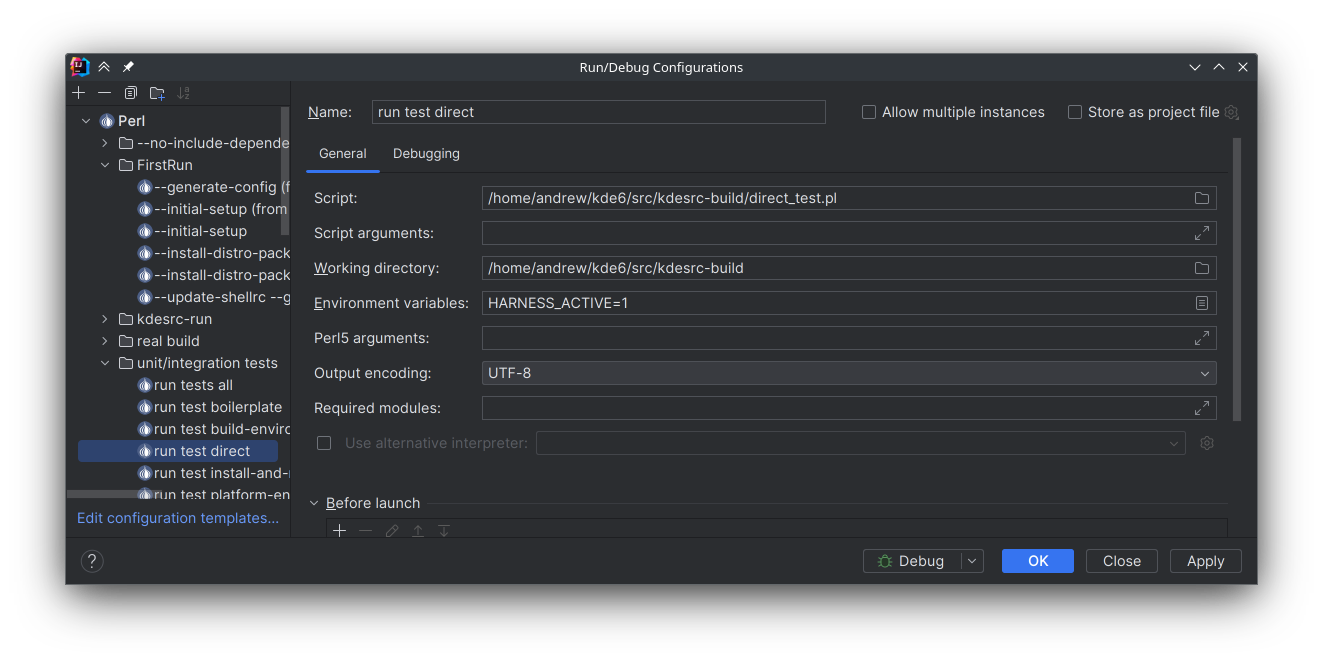 Run/Debug Configurations
Perl
--no-include-depende
FirstRun
--generate-config (f
--initial-setup (from
--initial-setup
--install-distro-pack
--install-distro-pack
--update-shellrc --g
kdesrc-run
real build
unit/integration tests
run tests all
run test boilerplate
run test build-enviro
run test direct
run test install-and-
run test platform-en
Edit configuration templates...
Name: run test direct
Allow multiple instances
Store as project file
General Debugging
Script: /home/andrew/kde6/src/kdesrc-build/direct_test.pl
Script arguments:
Working directory: /home/andrew/kde6/src/kdesrc-build
Environment variables: HARNESS_ACTIVE=1
Perl5 arguments:
Output encoding: UTF-8
Required modules:
Use alternative interpreter:
Before launch
? Debug OK Close Apply